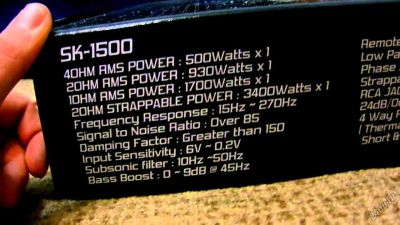 SK-1500
4OHM RMS POWER : 500Watts x 1
2OHM RMS POWER : 930Watts x 1
1OHM RMS POWER : 1700Watts x 1
2OHM STRAPPABLE POWER : 3400Watts x 1
Frequency Response : 15Hz ~ 270Hz
Signal to Noise Ratio : Over 85
Damping Factor : Greater than 150
Input Sensitivity : 6V ~ 0.2V
Subsonic filter : 10Hz ~50Hz
Bass Boost : 0 ~ 9dB @ 45Hz
Remote
Low Pa
Phase
Strappa
RCA JAC
24dB/O
4 Way F
[ Therma
Short &